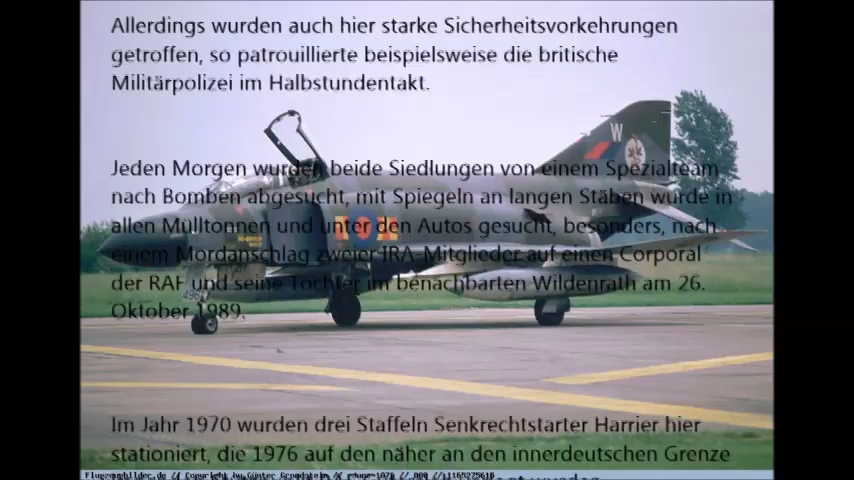 Allerdings wurden auch hier starke Sicherheitsvorkehrungen
getroffen, so patrouillierte beispielsweise die britische
Militärpolizei im Halbstundentakt.
Jeden Morgen wurden beide Siedlungen von einem Spezialteam
nach Bomben abgesucht, mit Spiegeln an langen Stäben wurde in
allen Mülltonnen und unter den Autos gesucht, besonders, nach
einem Mordanschlag zweier IRA-Mitglieder auf einen Corporal
der RAF und seine Tochter im benachbarten Wildenrath am 26.
Oktober 1989.
Im Jahr 1970 wurden drei Staffeln Senkrechtstarter Harrier hier
stationiert, die 1976 auf den näher an den innerdeutschen Grenze
W